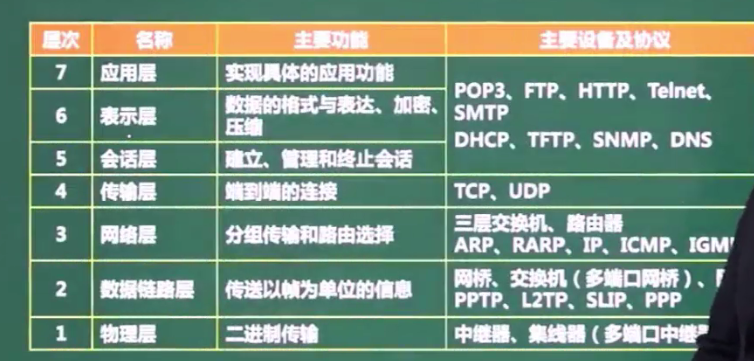 层次 名称 主要功能 主要设备及协议
7 应用层 实现具体的应用功能
POP3、FTP、HTTP、Telnet、
SMTP
DHCP、TFTP、SNMP、DNS
6 表示层 数据的格式与表达、加密、
压缩
5 会话层 建立、管理和终止会话
4 传输层 端到端的连接 TCP、UDP
3 网络层 分组传输和路由选择 三层交换机、路由器
ARP、RARP、IP、ICMP、IGM
2 数据链路层 传送以帧为单位的信息 网桥、交换机（多端口网桥）、
PPTP、L2TP、SLIP、PPP
1 物理层 二进制传输 中继器、集线器（多端口中继